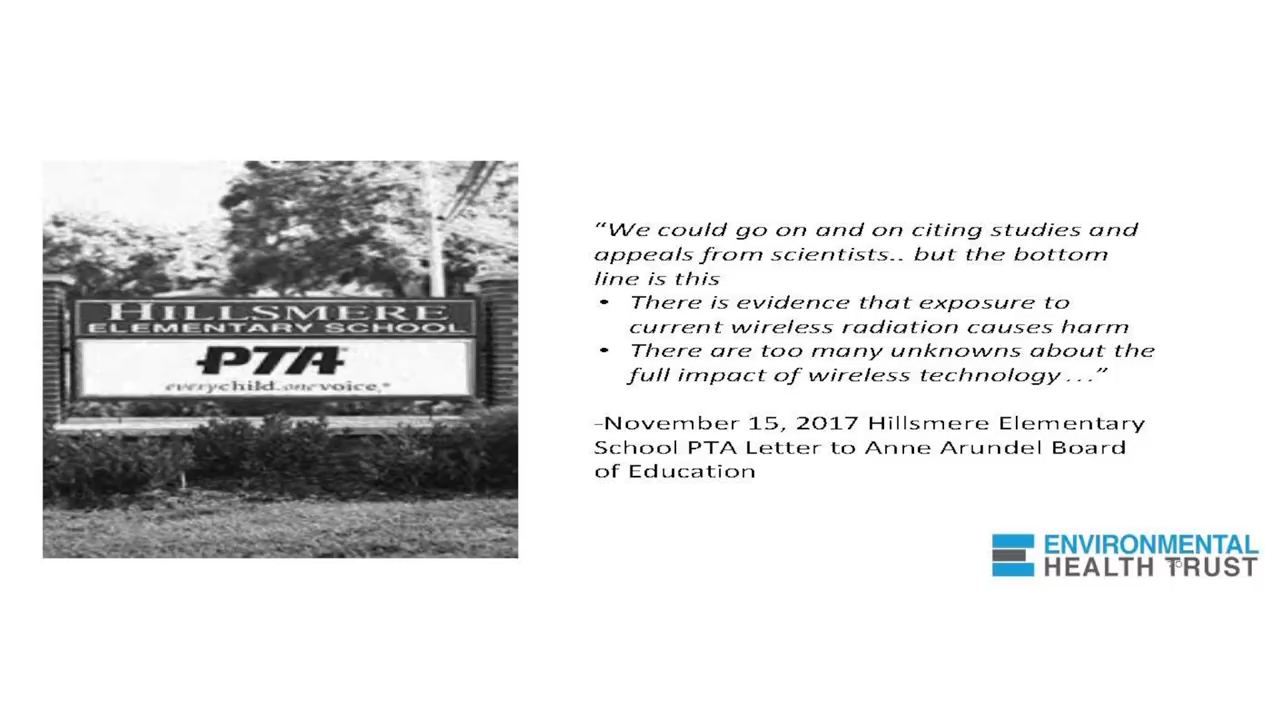 HILLSMERE
ELEMENTARY SCHOOL
PTA
everychild.onevoice.®
“We could go on and on citing studies and
appeals from scientists.. but the bottom
line is this
• There is evidence that exposure to
current wireless radiation causes harm
• There are too many unknowns about the
full impact of wireless technology…”
-November 15, 2017 Hillsmere Elementary
School PTA Letter to Anne Arundel Board
of Education
ENVIRONMENTAL
HEALTH TRUST